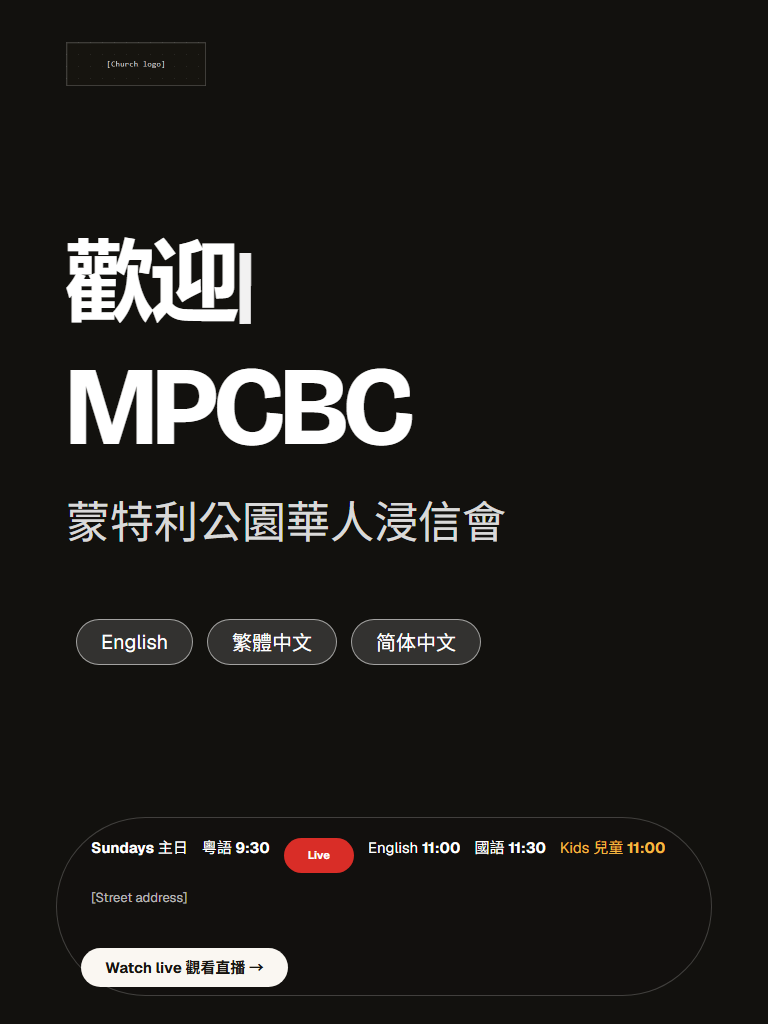 [Church logo]
歡迎
MPCBC
蒙特利公園華人浸信會
English 繁體中文 简体中文
Sundays 主日 粵語 9:30 Live English 11:00 國語 11:30 Kids 兒童 11:00
[Street address]
Watch live 觀看直播 →